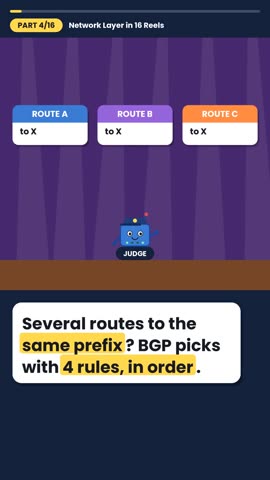 PART 4/16 Network Layer in 16 Reels
ROUTE A ROUTE B ROUTE C
to X to X to X
JUDGE
Several routes to the
same prefix? BGP picks
with 4 rules, in order.